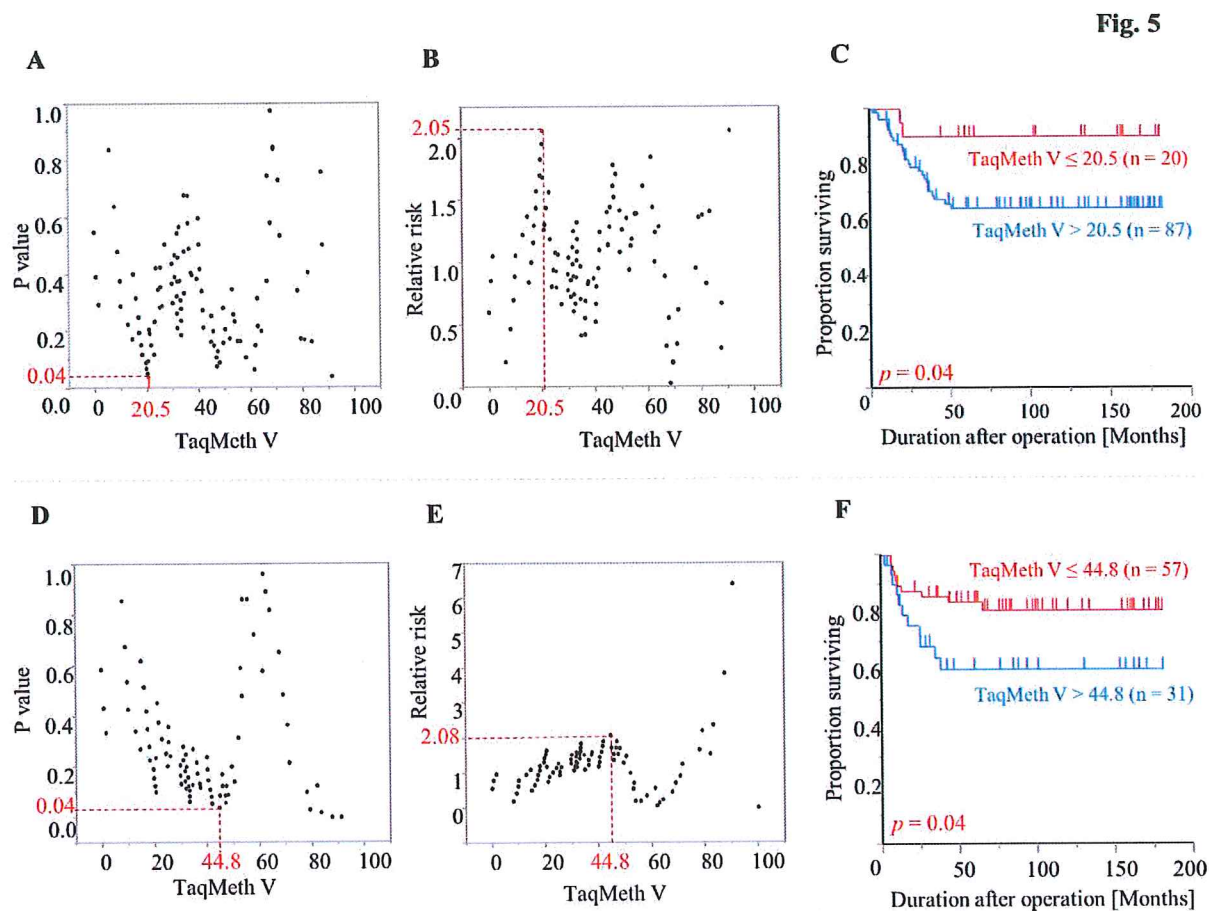 Fig. 5
A
B
C
P value
1.0
0.8
0.6
0.4
0.2
0.04
0.0
0
20.5
40
60
80
100
TaqMeth V
Relative risk
2.05
2.0
1.5
1.0
0.5
0.0
0
20.5
40
60
80
100
TaqMeth V
Proportion surviving
0.8
0.6
0.4
0.2
TaqMeth V ≤ 20.5 (n = 20)
TaqMeth V > 20.5 (n = 87)
p = 0.04
0
50
100
150
200
Duration after operation [Months]
D
E
F
P value
1.0
0.8
0.6
0.4
0.2
0.04
0.0
0
20
44.8
60
80
100
TaqMeth V
Relative risk
7
6
5
4
3
2.08
1
0
0
20
44.8
60
80
100
TaqMeth V
Proportion surviving
0.8
0.6
0.4
0.2
TaqMeth V ≤ 44.8 (n = 57)
TaqMeth V > 44.8 (n = 31)
p = 0.04
0
50
100
150
200
Duration after operation [Months]